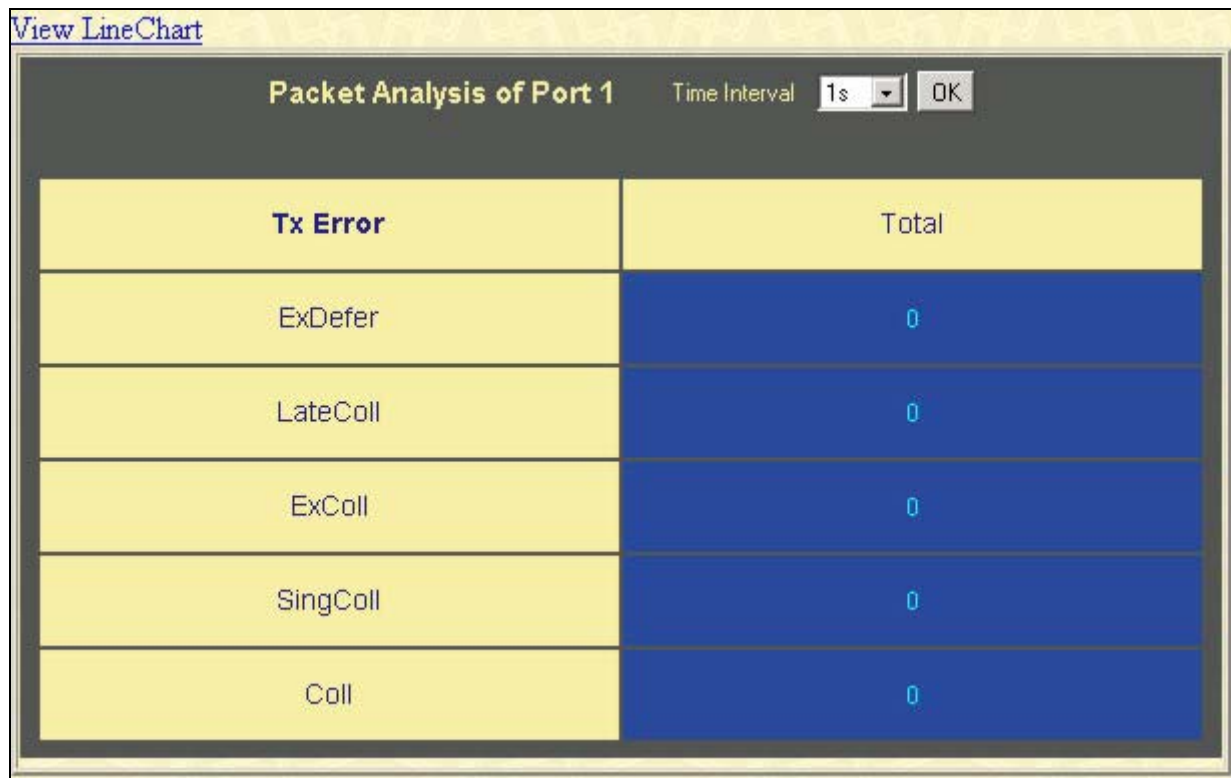 View LineChart
Packet Analysis of Port 1 Time Interval 1s OK
Tx Error Total
ExDefer 0
LateColl 0
ExColl 0
SingColl 0
Coll 0